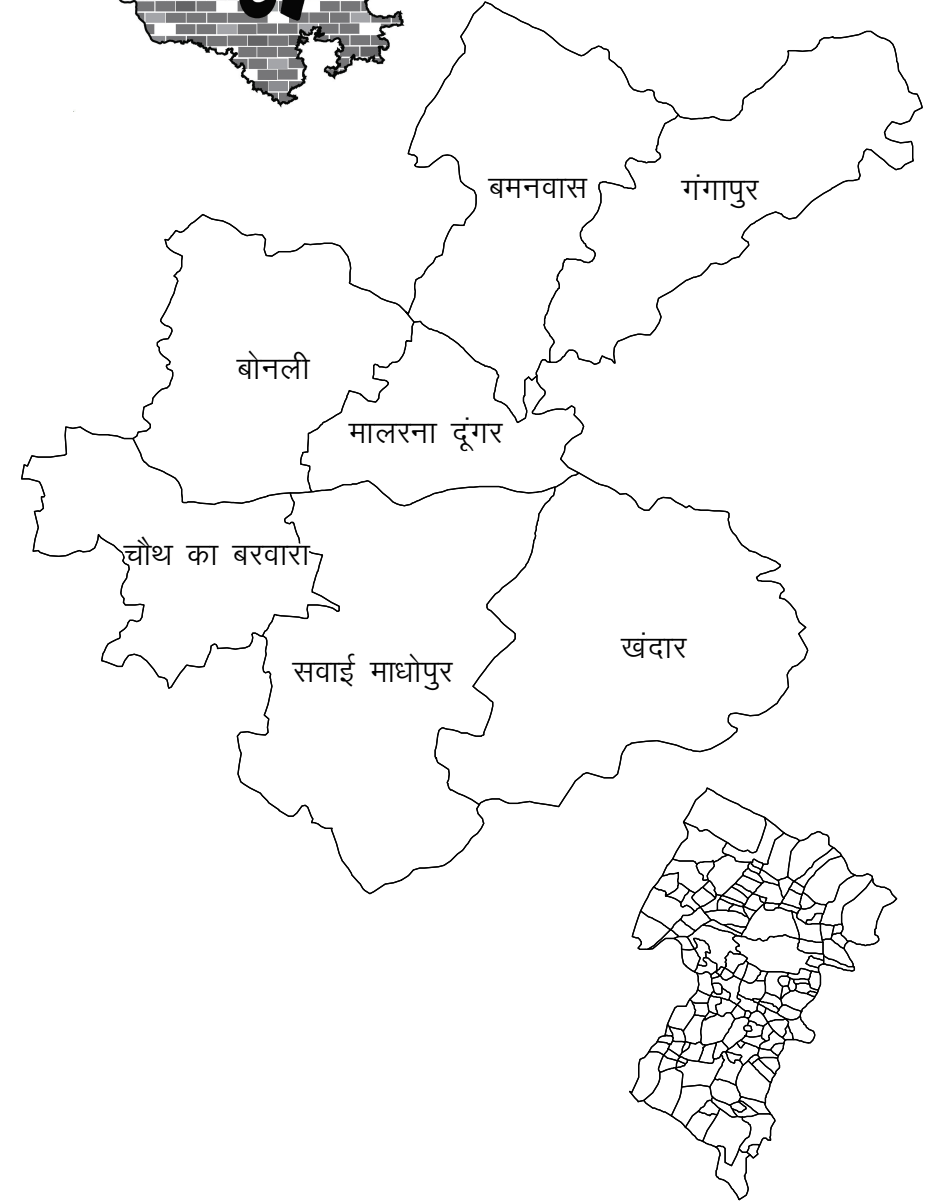 बमनवास
गंगापुर
बोनली
मालरना दूंगर
चौथ का बरवारा
खंदार
सवाई माधोपुर